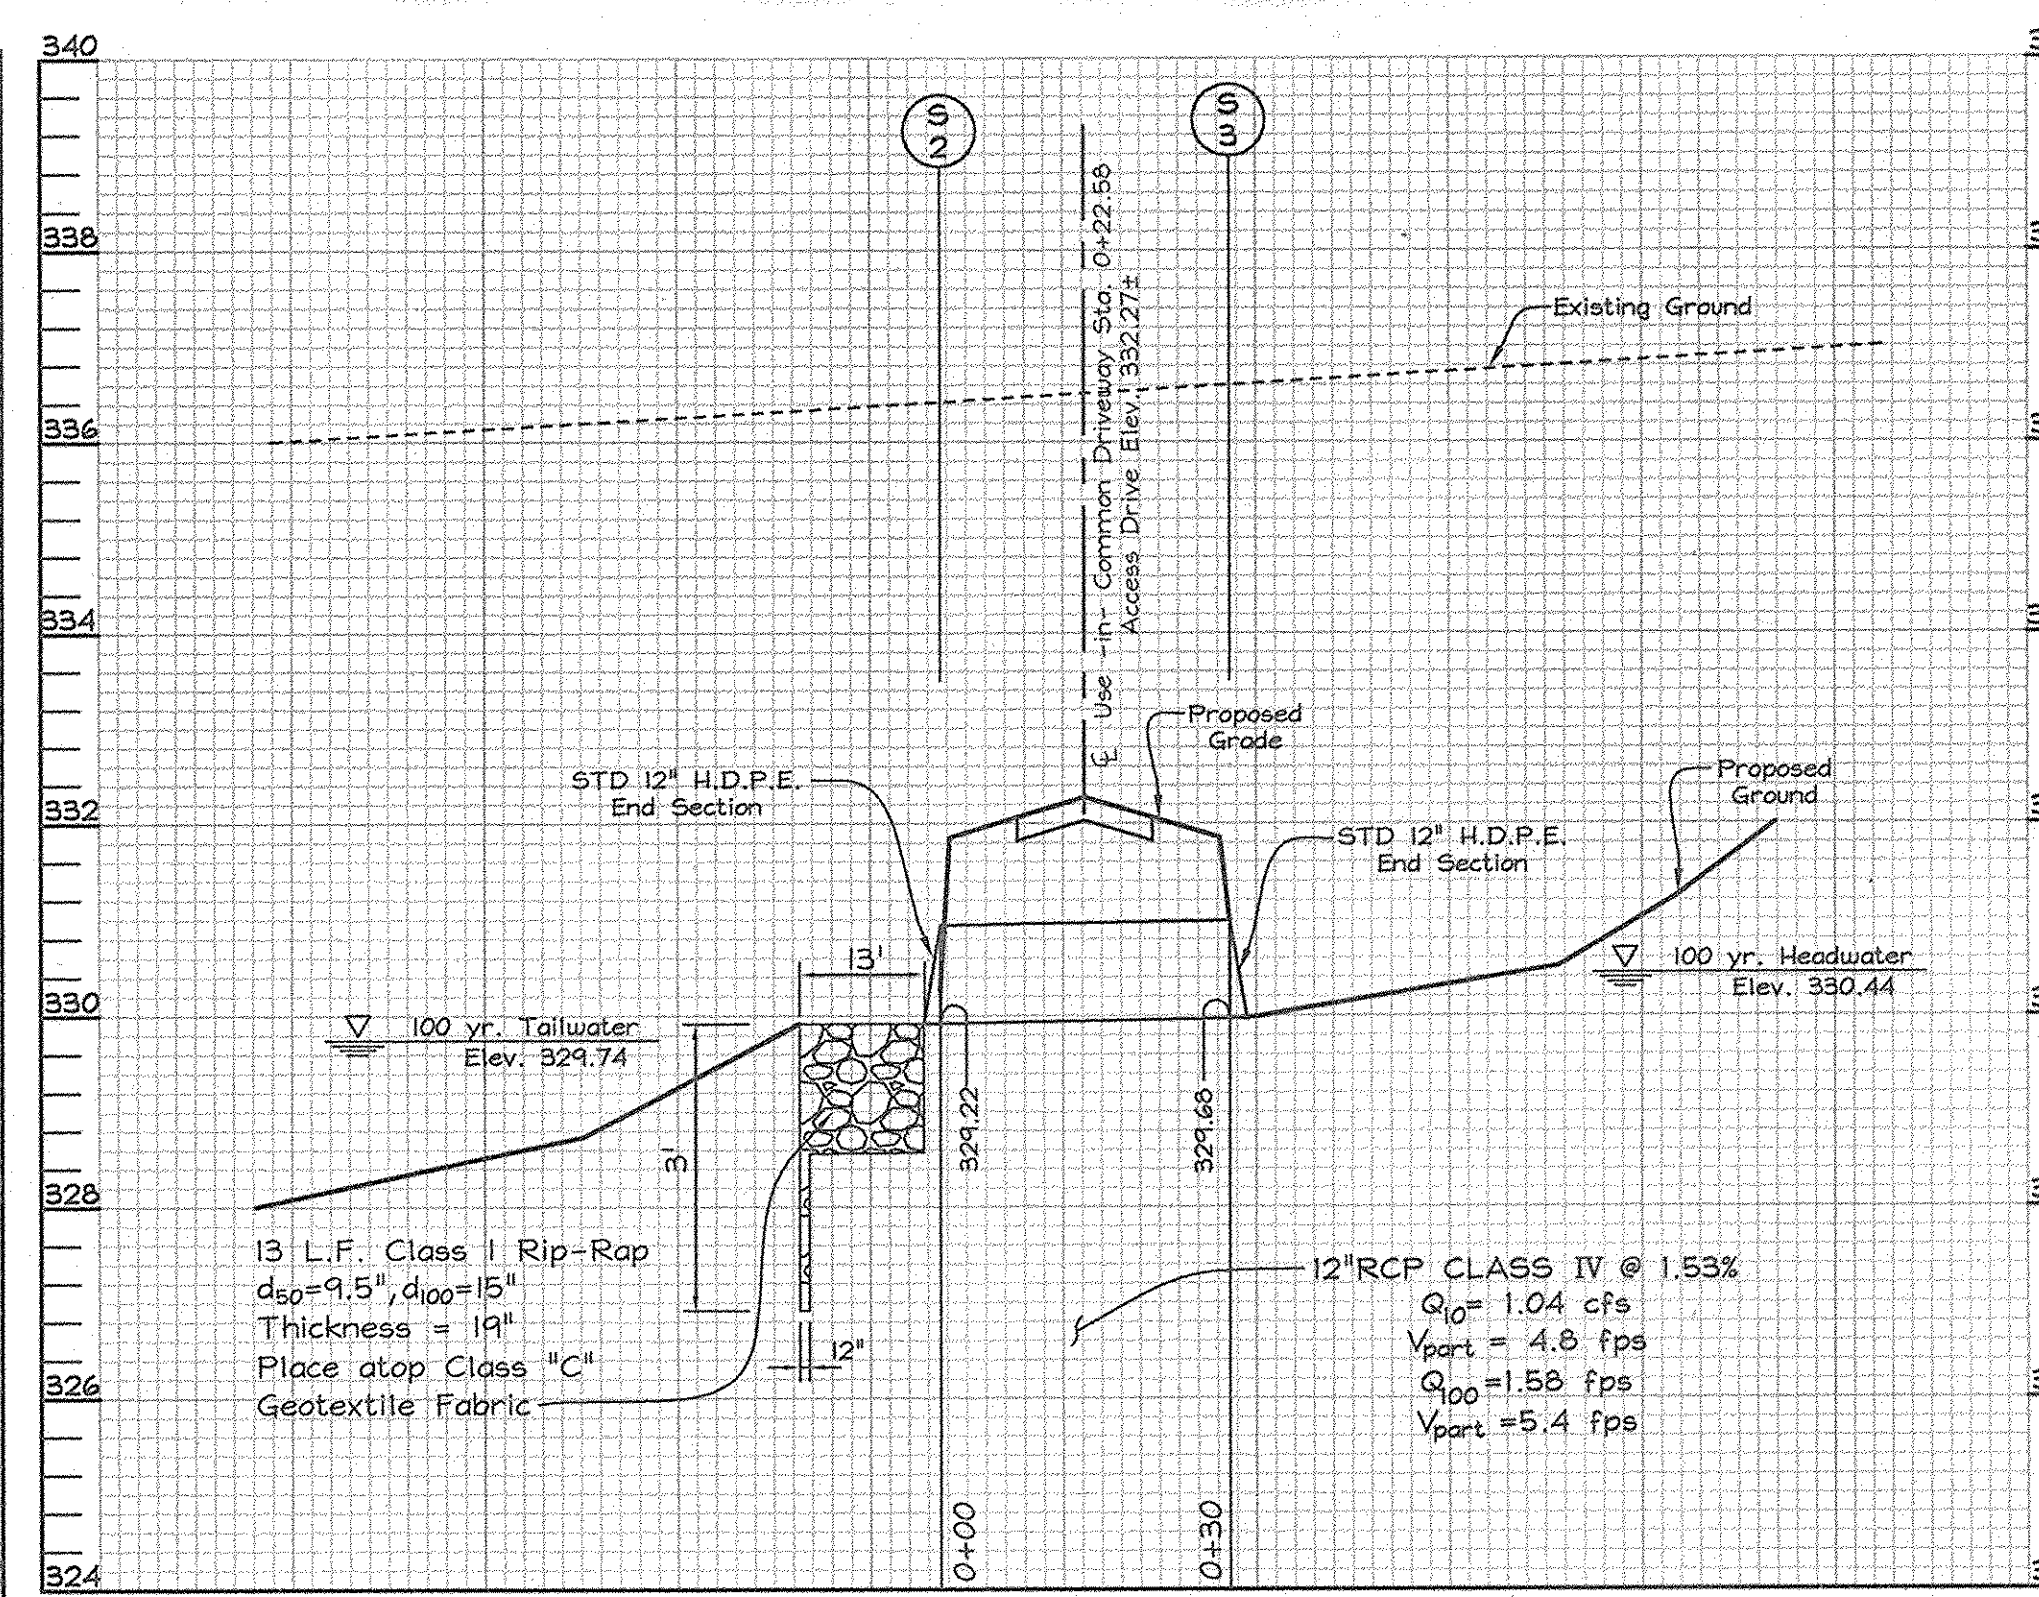 340
338
336
334
332
330
328
326
324
S
2
S
3
Use -in- Common Driveway Sta. 0+22.58
Access Drive Elev. 332.27±
Existing Ground
Proposed
Grade
STD 12" H.D.P.E.
End Section
Proposed
Ground
STD 12" H.D.P.E.
End Section
13'
100 yr. Headwater
Elev. 330.44
100 yr. Tailwater
Elev. 329.74
329.22
329.68
3'
13 L.F. Class I Rip-Rap
d50=9.5", d100=15"
Thickness = 19"
Place atop Class "C"
Geotextile Fabric
12"
12"RCP CLASS IV @ 1.53%
Q10= 1.04 cfs
Vpart = 4.8 fps
Q100=1.58 fps
Vpart =5.4 fps
0+00
0+30